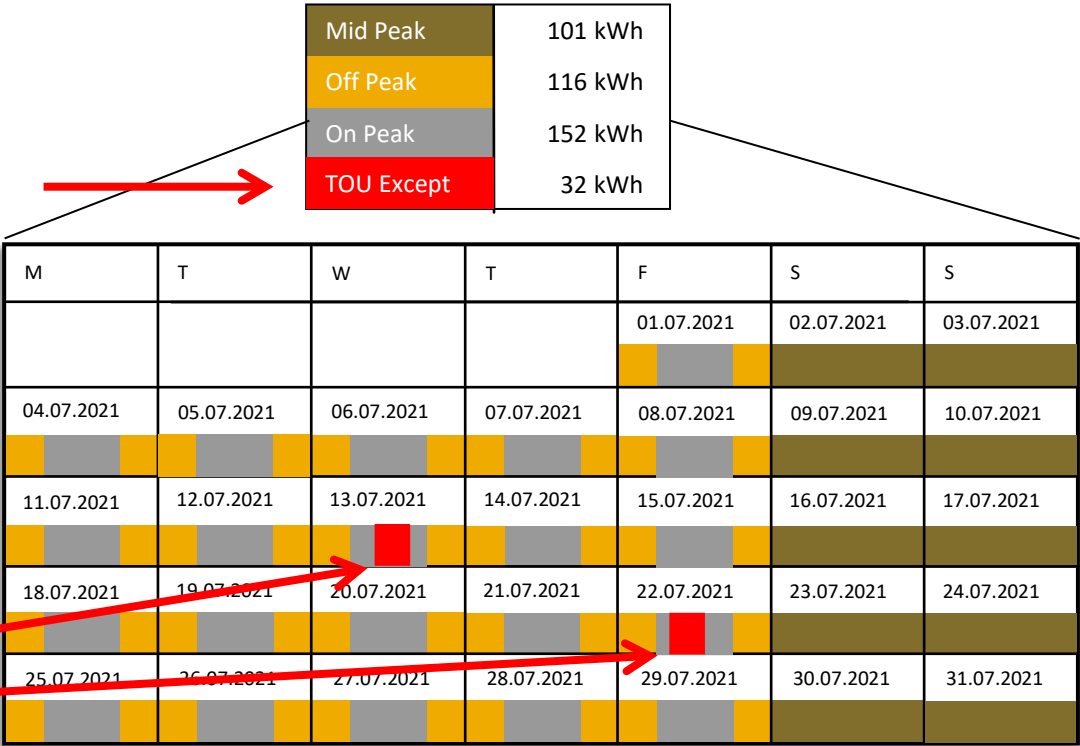 Mid Peak 101 kWh
Off Peak 116 kWh
On Peak 152 kWh
TOU Except 32 kWh
M T W T F S S
01.07.2021 02.07.2021 03.07.2021
04.07.2021 05.07.2021 06.07.2021 07.07.2021 08.07.2021 09.07.2021 10.07.2021
11.07.2021 12.07.2021 13.07.2021 14.07.2021 15.07.2021 16.07.2021 17.07.2021
18.07.2021 19.07.2021 20.07.2021 21.07.2021 22.07.2021 23.07.2021 24.07.2021
25.07.2021 26.07.2021 27.07.2021 28.07.2021 29.07.2021 30.07.2021 31.07.2021